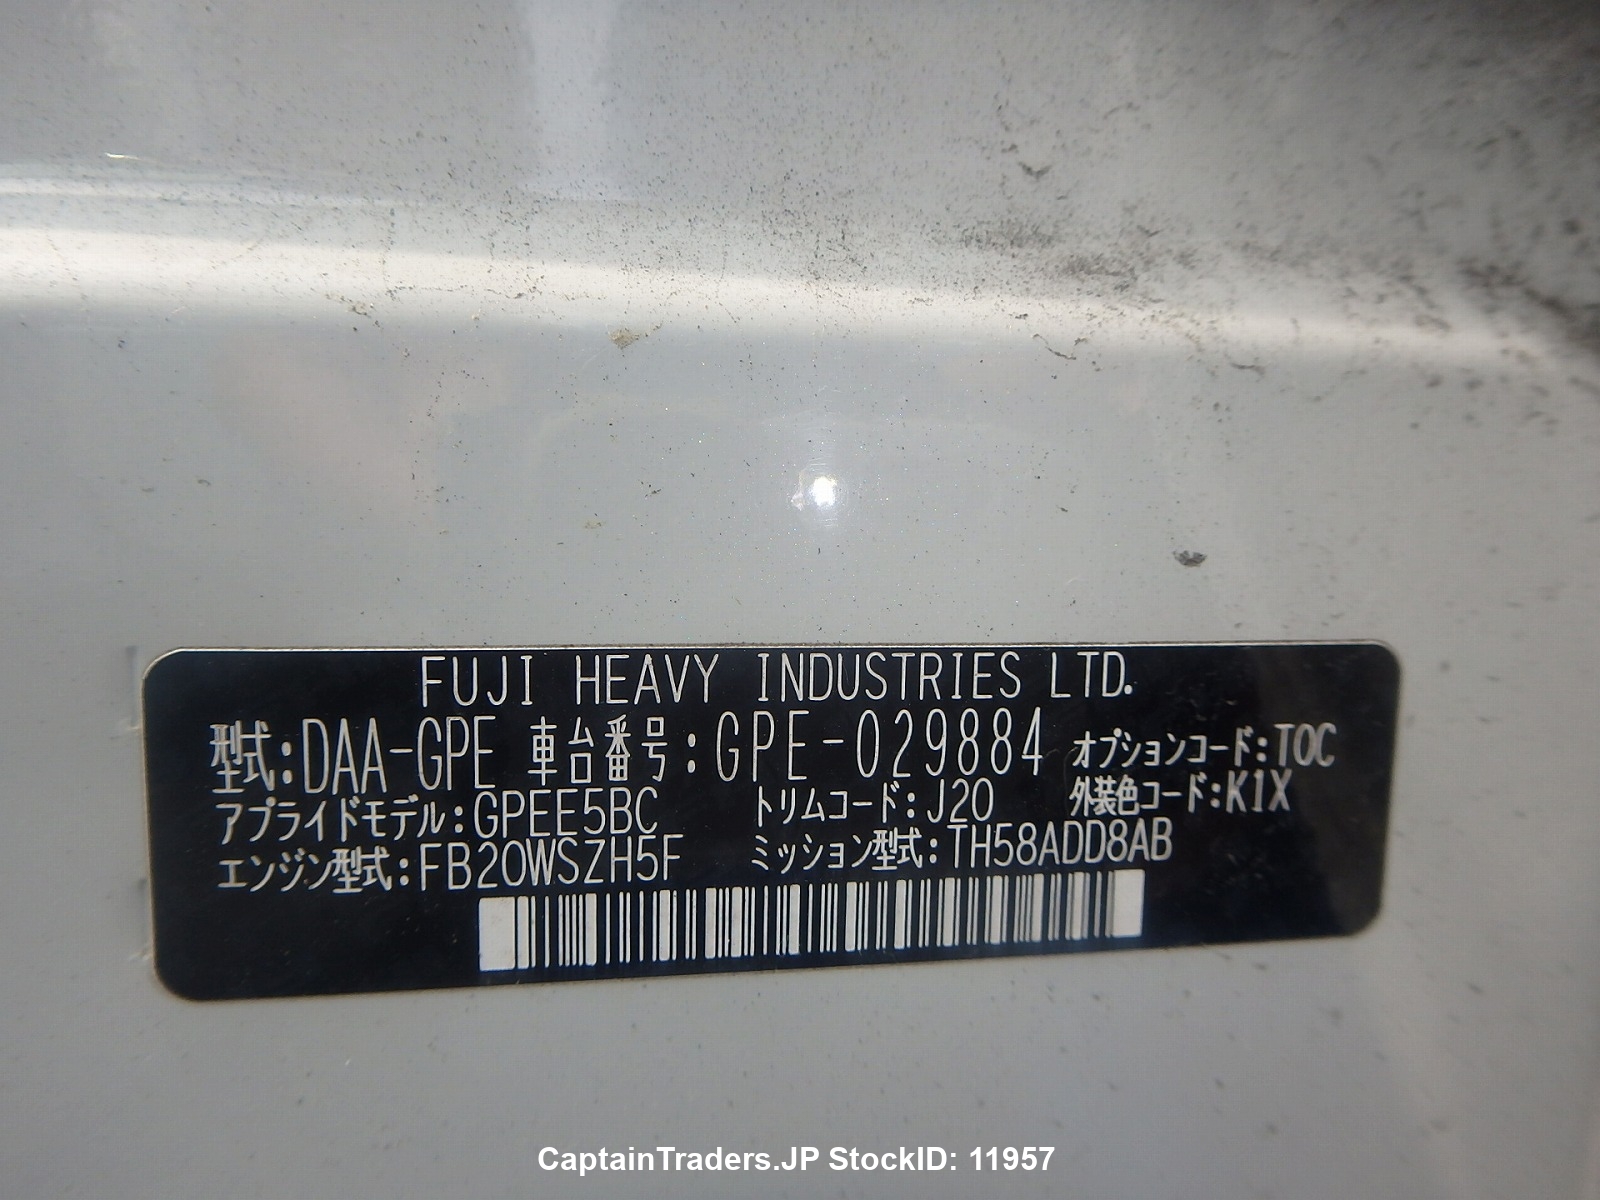 FUJI HEAVY INDUSTRIES LTD.
型式:DAA-GPE 車台番号:GPE-029884 オプションコード:TOC
アプライドモデル:GPEE5BC トリムコード:J20 外装色コード:K1X
エンジン型式:FB20WSZH5F ミッション型式:TH58ADD8AB
CaptainTraders.JP StockID: 11957